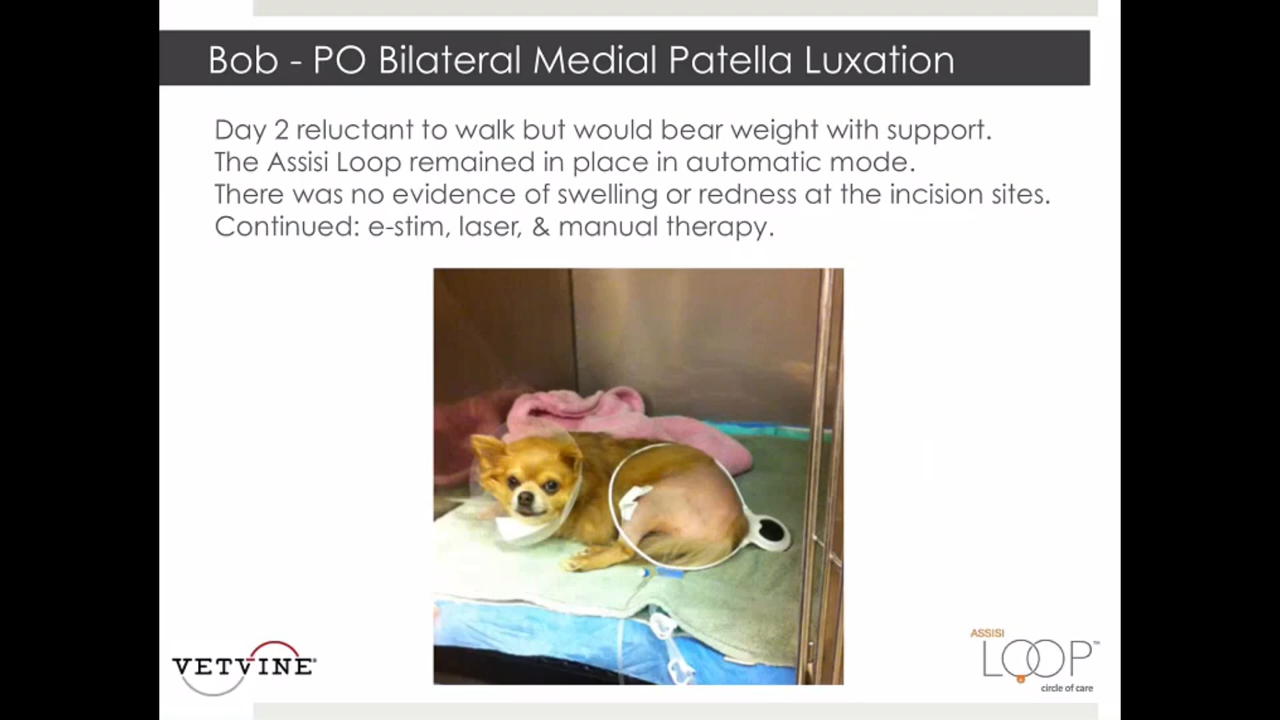 Bob - PO Bilateral Medial Patella Luxation
Day 2 reluctant to walk but would bear weight with support.
The Assisi Loop remained in place in automatic mode.
There was no evidence of swelling or redness at the incision sites.
Continued: e-stim, laser, & manual therapy.
VETVINE®
ASSISI
LOOP™
circle of care